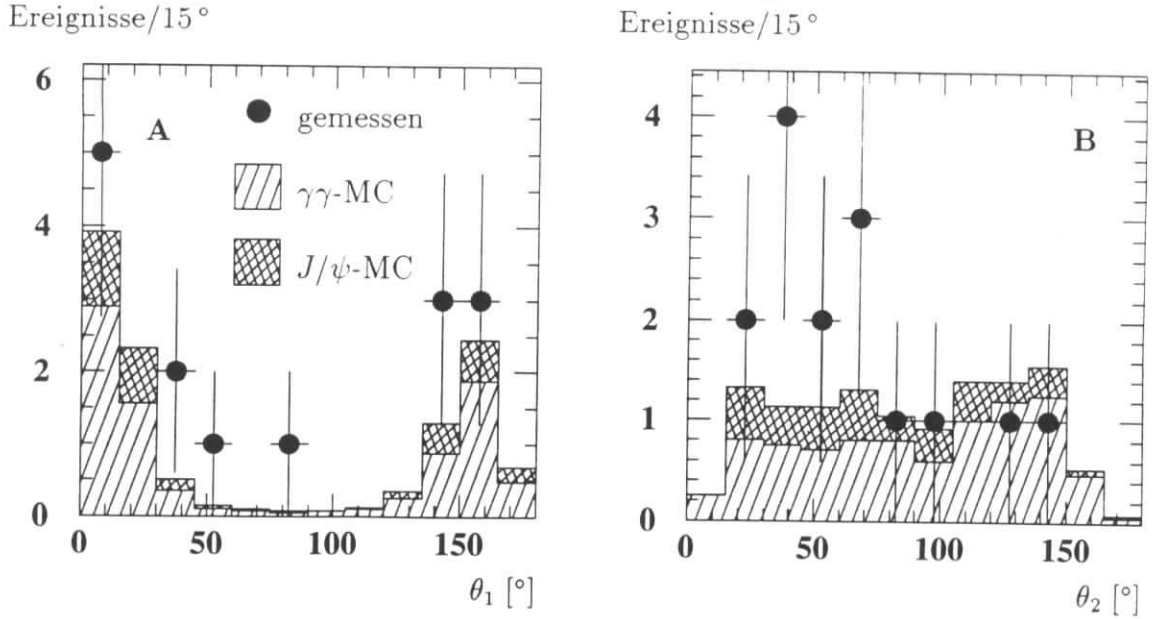 Ereignisse/15°
6
4
2
0
A
gemessen
γγ-MC
J/ψ-MC
0 50 100 150
θ₁ [°]
Ereignisse/15°
4
3
2
1
0
B
0 50 100 150
θ₂ [°]